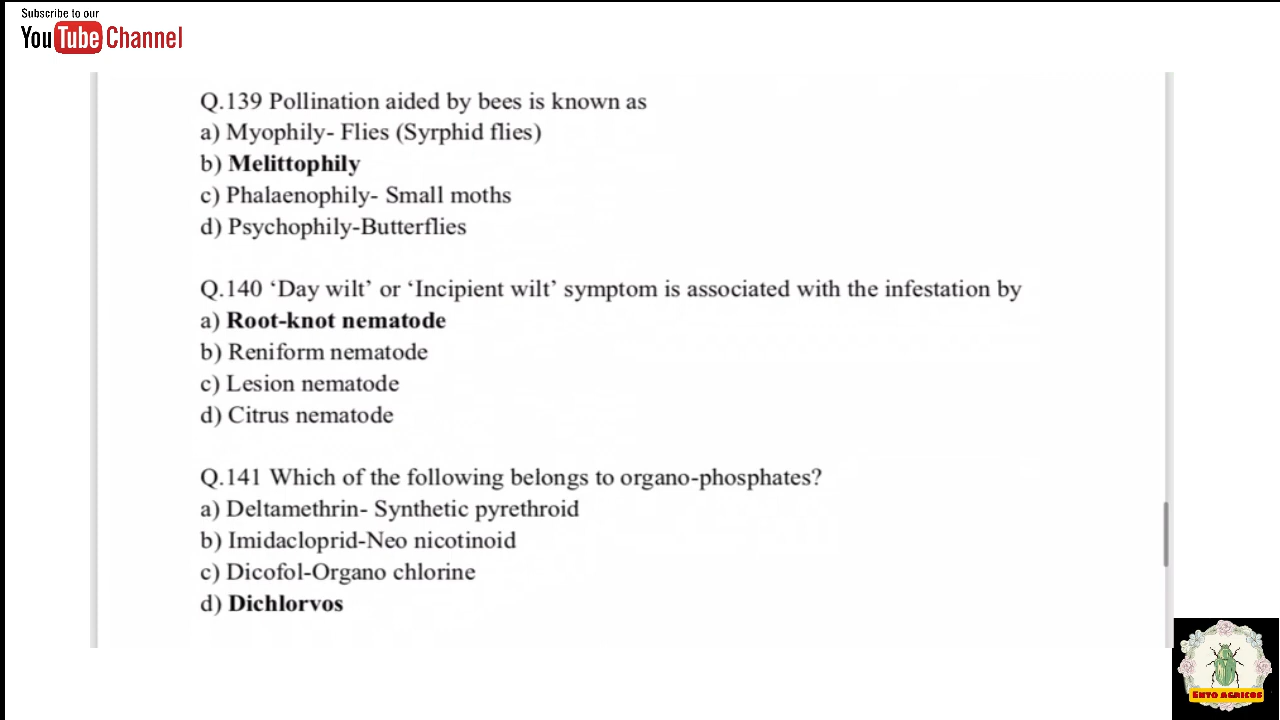 Subscribe to our
YouTube Channel
Q.139 Pollination aided by bees is known as
a) Myophily- Flies (Syrphid flies)
b) Melittophily
c) Phalaenophily- Small moths
d) Psychophily-Butterflies
Q.140 ‘Day wilt’ or ‘Incipient wilt’ symptom is associated with the infestation by
a) Root-knot nematode
b) Reniform nematode
c) Lesion nematode
d) Citrus nematode
Q.141 Which of the following belongs to organo-phosphates?
a) Deltamethrin- Synthetic pyrethroid
b) Imidacloprid-Neo nicotinoid
c) Dicofol-Organo chlorine
d) Dichlorvos
ENTO AGRICOS